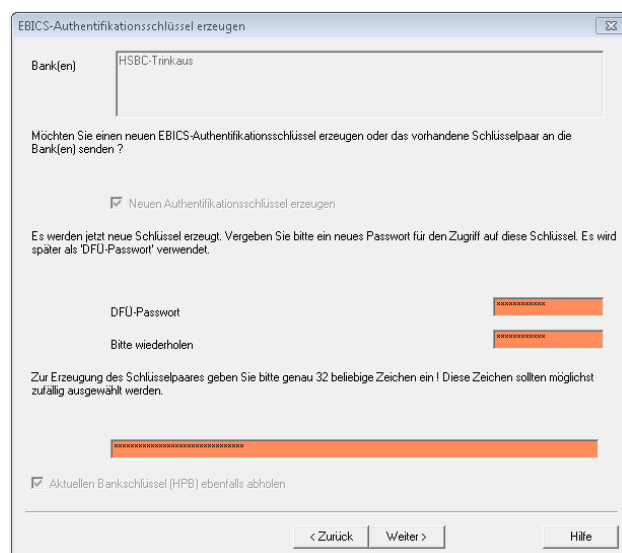 EBICS-Authentifikationsschlüssel erzeugen
Bank(en)
HSBC-Trinkaus
Möchten Sie einen neuen EBICS-Authentifikationsschlüssel erzeugen oder das vorhandene Schlüsselpaar an die
Bank(en) senden ?
Neuen Authentifikationsschlüssel erzeugen
Es werden jetzt neue Schlüssel erzeugt. Vergeben Sie bitte ein neues Passwort für den Zugriff auf diese Schlüssel. Es wird
später als 'DFÜ-Passwort' verwendet.
DFÜ-Passwort
************
Bitte wiederholen
************
Zur Erzeugung des Schlüsselpaares geben Sie bitte genau 32 beliebige Zeichen ein ! Diese Zeichen sollten möglichst
zufällig ausgewählt werden.
********************************
Aktuellen Bankschlüssel (HPB) ebenfalls abholen
< Zurück
Weiter >
Hilfe